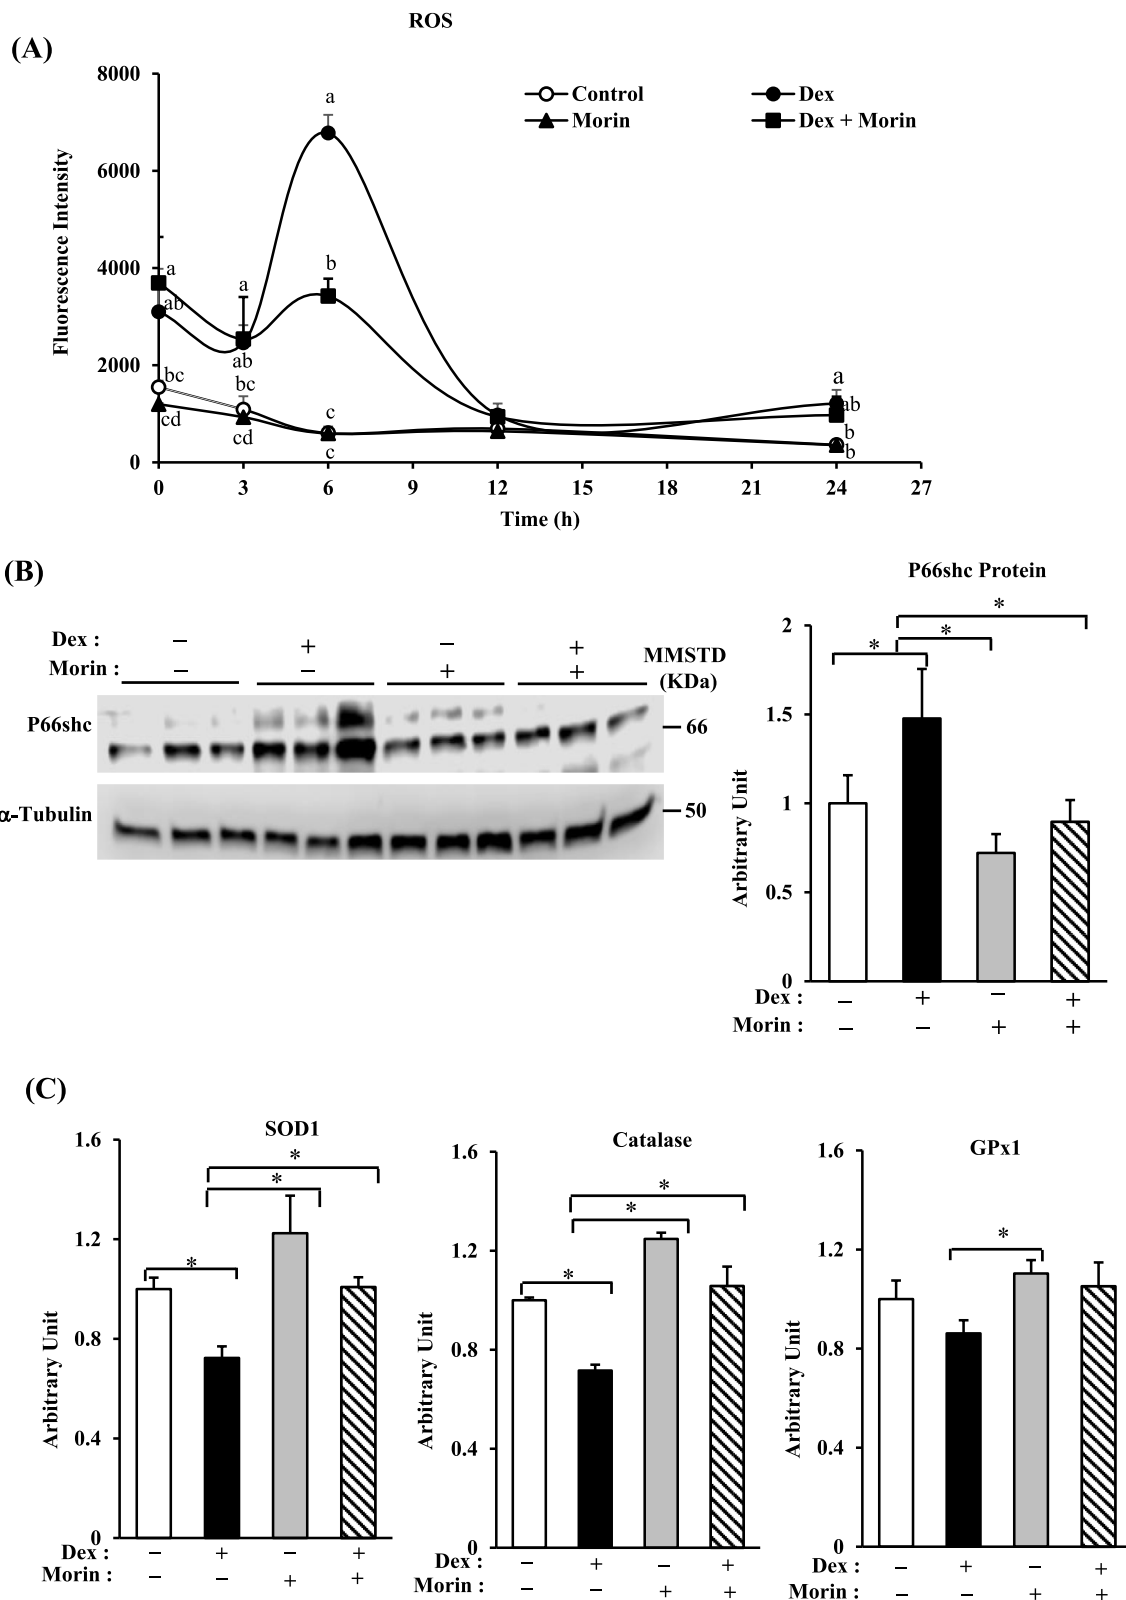 ROS
(A)
8000
6000
4000
2000
0
Fluorescence Intensity
Control
Dex
Morin
Dex + Morin
a
a
a
b
ab
ab
bc
bc
cd
cd
c
c
a
ab
b
b
0 3 6 9 12 15 18 21 24 27
Time (h)
(B)
Dex : – + – +
Morin : – – + +
MMSTD
(KDa)
P66shc
66
α-Tubulin
50
P66shc Protein
2
1.5
1
0.5
0
Arbitrary Unit
* * *
Dex : – + – +
Morin : – – + +
(C)
SOD1
1.6
1.2
0.8
0.4
0
Arbitrary Unit
* * *
Dex : – + – +
Morin : – – + +
Catalase
1.6
1.2
0.8
0.4
0
Arbitrary Unit
* * *
Dex : – + – +
Morin : – – + +
GPx1
1.6
1.2
0.8
0.4
0
Arbitrary Unit
*
Dex : – + – +
Morin : – – + +